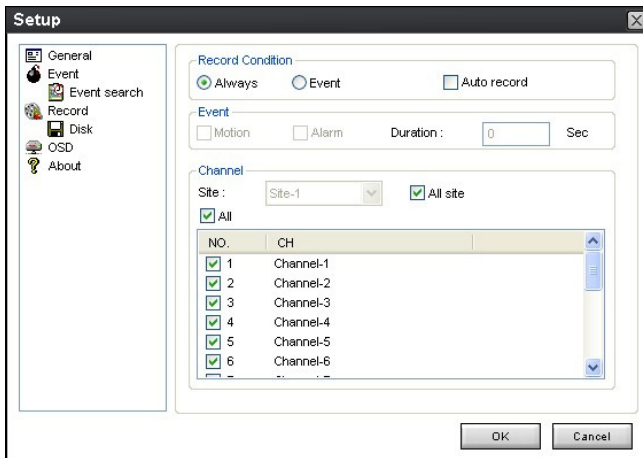 Setup
General
Event
Event search
Record
Disk
OSD
About
Record Condition
Always Event Auto record
Event
Motion Alarm Duration : 0 Sec
Channel
Site : Site-1 All site
All
NO. CH
1 Channel-1
2 Channel-2
3 Channel-3
4 Channel-4
5 Channel-5
6 Channel-6
OK Cancel